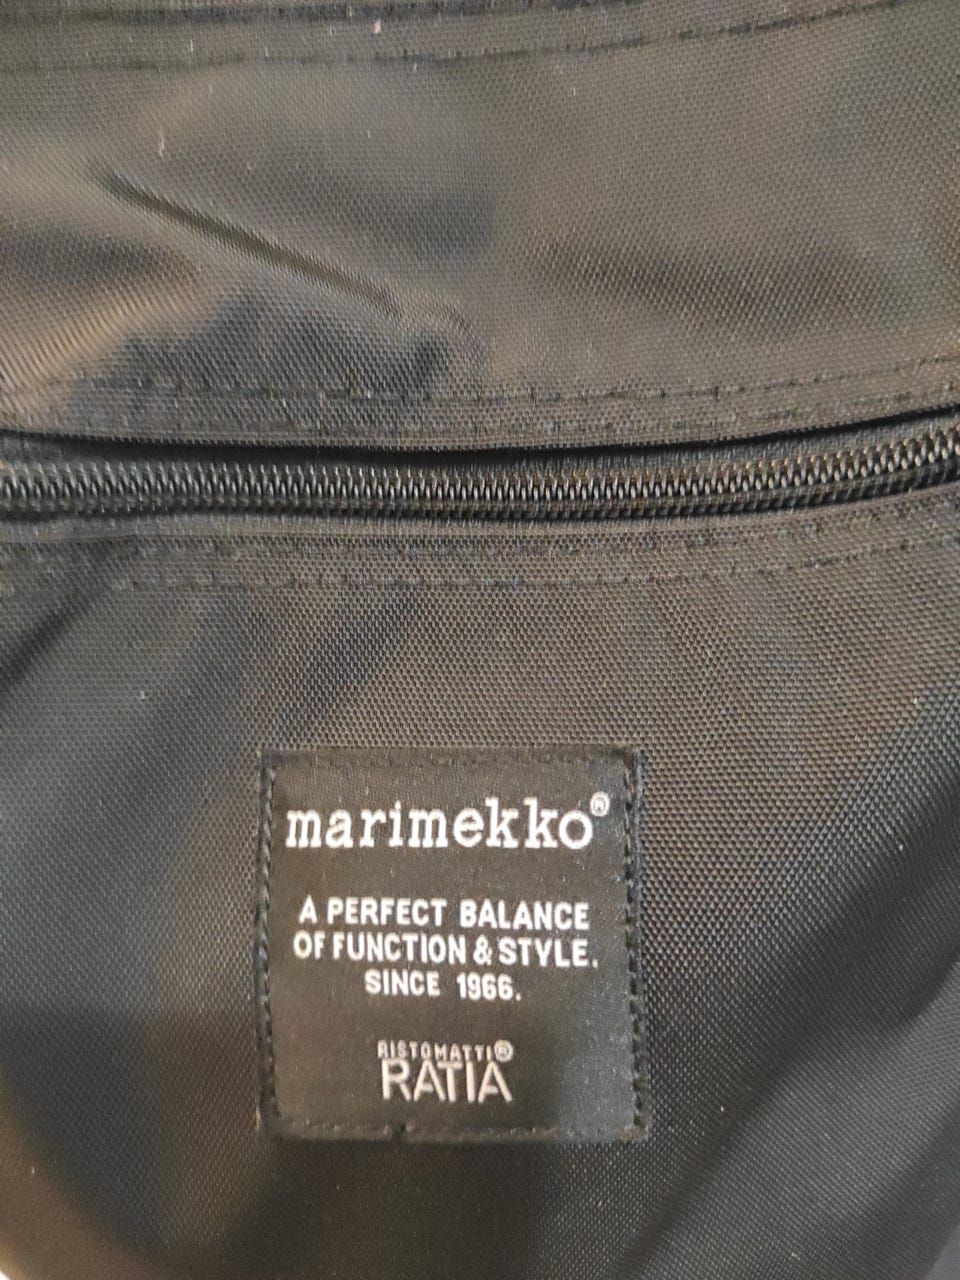 marimekko®
A PERFECT BALANCE
OF FUNCTION & STYLE.
SINCE 1966.
RISTOMATTI®
RATIA